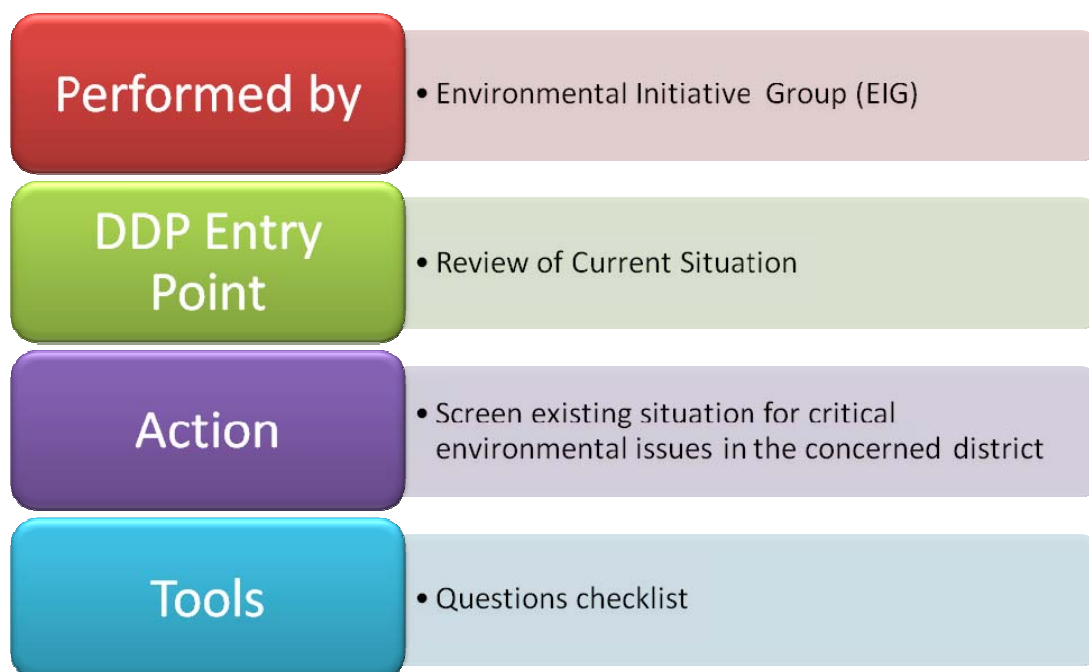 Performed by
• Environmental Initiative Group (EIG)
DDP Entry
Point
• Review of Current Situation
Action
• Screen existing situation for critical
environmental issues in the concerned district
Tools
• Questions checklist